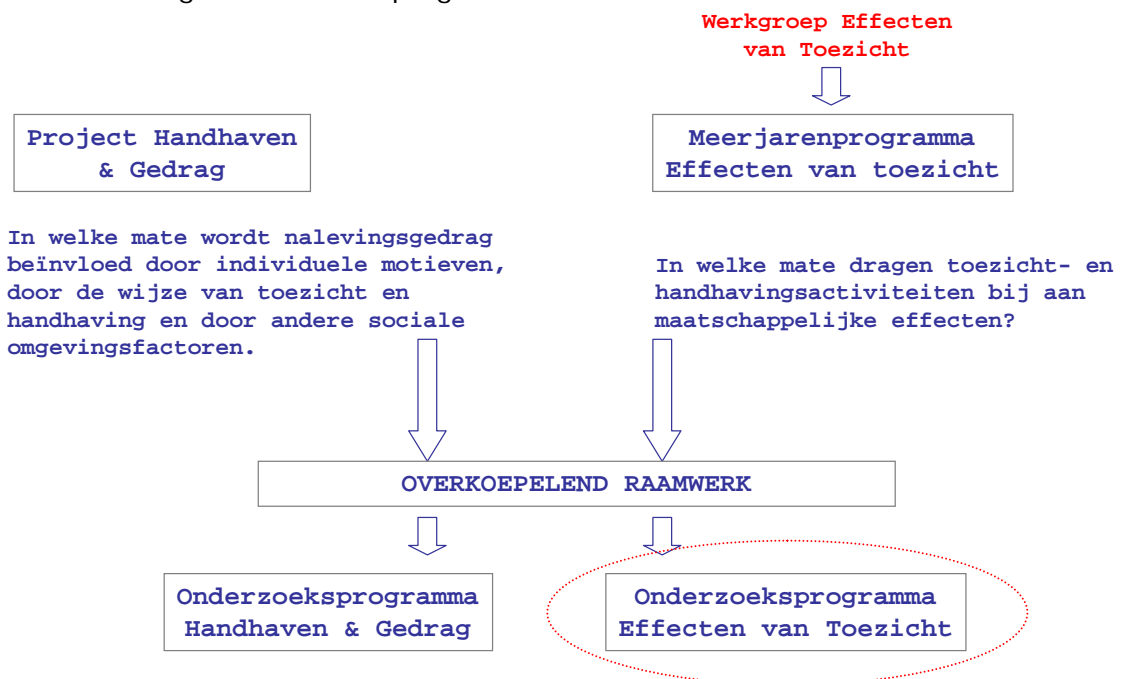 Werkgroep Effecten
van Toezicht
Project Handhaven
& Gedrag
Meerjarenprogramma
Effecten van toezicht
In welke mate wordt nalevingsgedrag
beïnvloed door individuele motieven,
door de wijze van toezicht en
handhaving en door andere sociale
omgevingsfactoren.
In welke mate dragen toezicht- en
handhavingsactiviteiten bij aan
maatschappelijke effecten?
OVERKOEPELEND RAAMWERK
Onderzoeksprogramma
Handhaven & Gedrag
Onderzoeksprogramma
Effecten van Toezicht